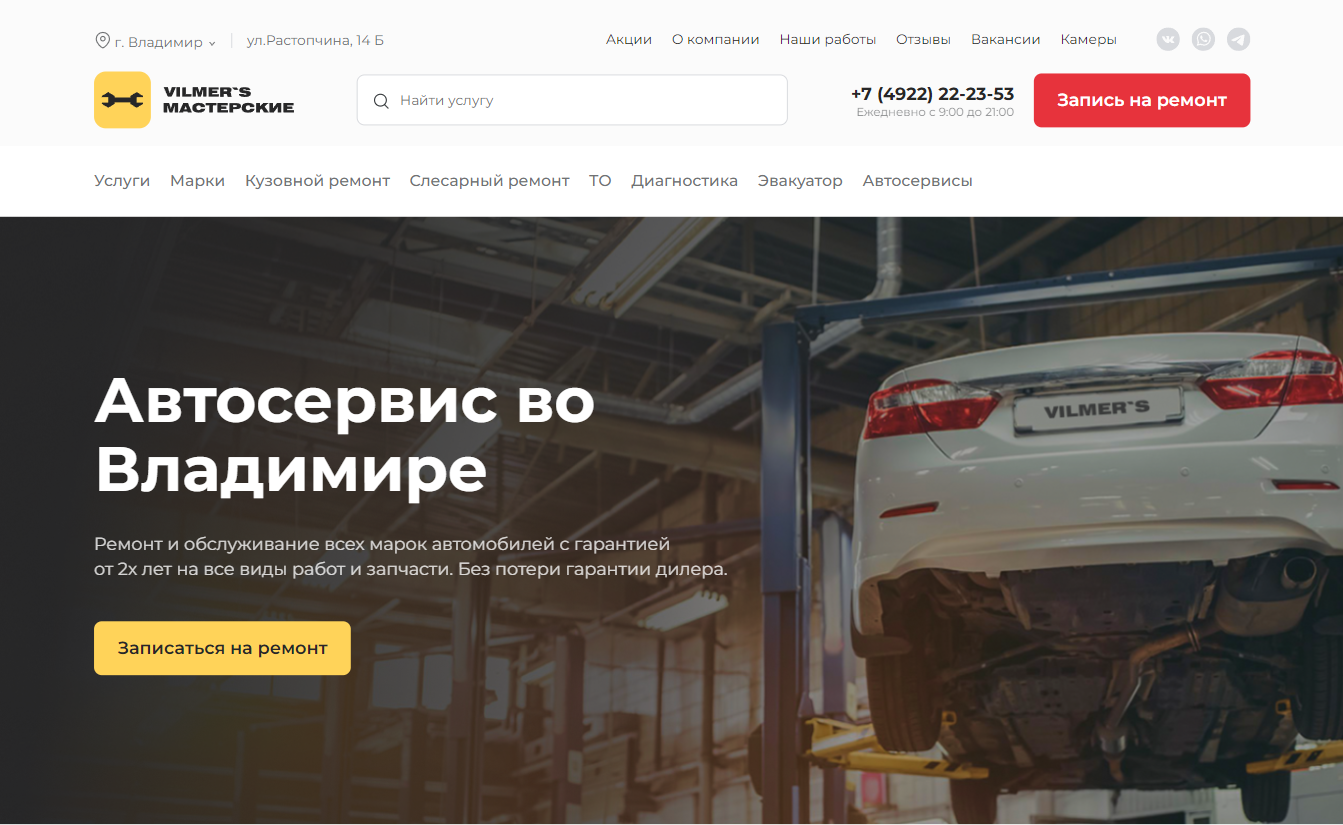 г. Владимир
ул.Растопчина, 14 Б
Акции О компании Наши работы Отзывы Вакансии Камеры
VILMER`S
МАСТЕРСКИЕ
Найти услугу
+7 (4922) 22-23-53
Ежедневно с 9:00 до 21:00
Запись на ремонт
Услуги Марки Кузовной ремонт Слесарный ремонт ТО Диагностика Эвакуатор Автосервисы
Автосервис во
Владимире
VILMER`S
Ремонт и обслуживание всех марок автомобилей с гарантией
от 2х лет на все виды работ и запчасти. Без потери гарантии дилера.
Записаться на ремонт